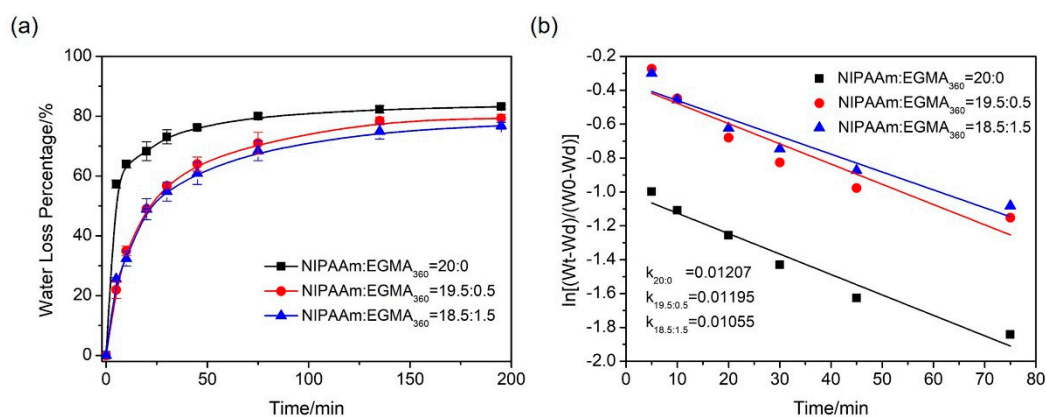 (a)
100
80
60
40
20
0
Water Loss Percentage/%
NIPAAm:EGMA360=20:0
NIPAAm:EGMA360=19.5:0.5
NIPAAm:EGMA360=18.5:1.5
0 50 100 150 200
Time/min
(b)
-0.2
-0.4
-0.6
-0.8
-1.0
-1.2
-1.4
-1.6
-1.8
-2.0
ln[(Wt-Wd)/(W0-Wd)]
NIPAAm:EGMA360=20:0
NIPAAm:EGMA360=19.5:0.5
NIPAAm:EGMA360=18.5:1.5
k20:0 =0.01207
k19.5:0.5=0.01195
k18.5:1.5=0.01055
0 10 20 30 40 50 60 70 80
Time/min